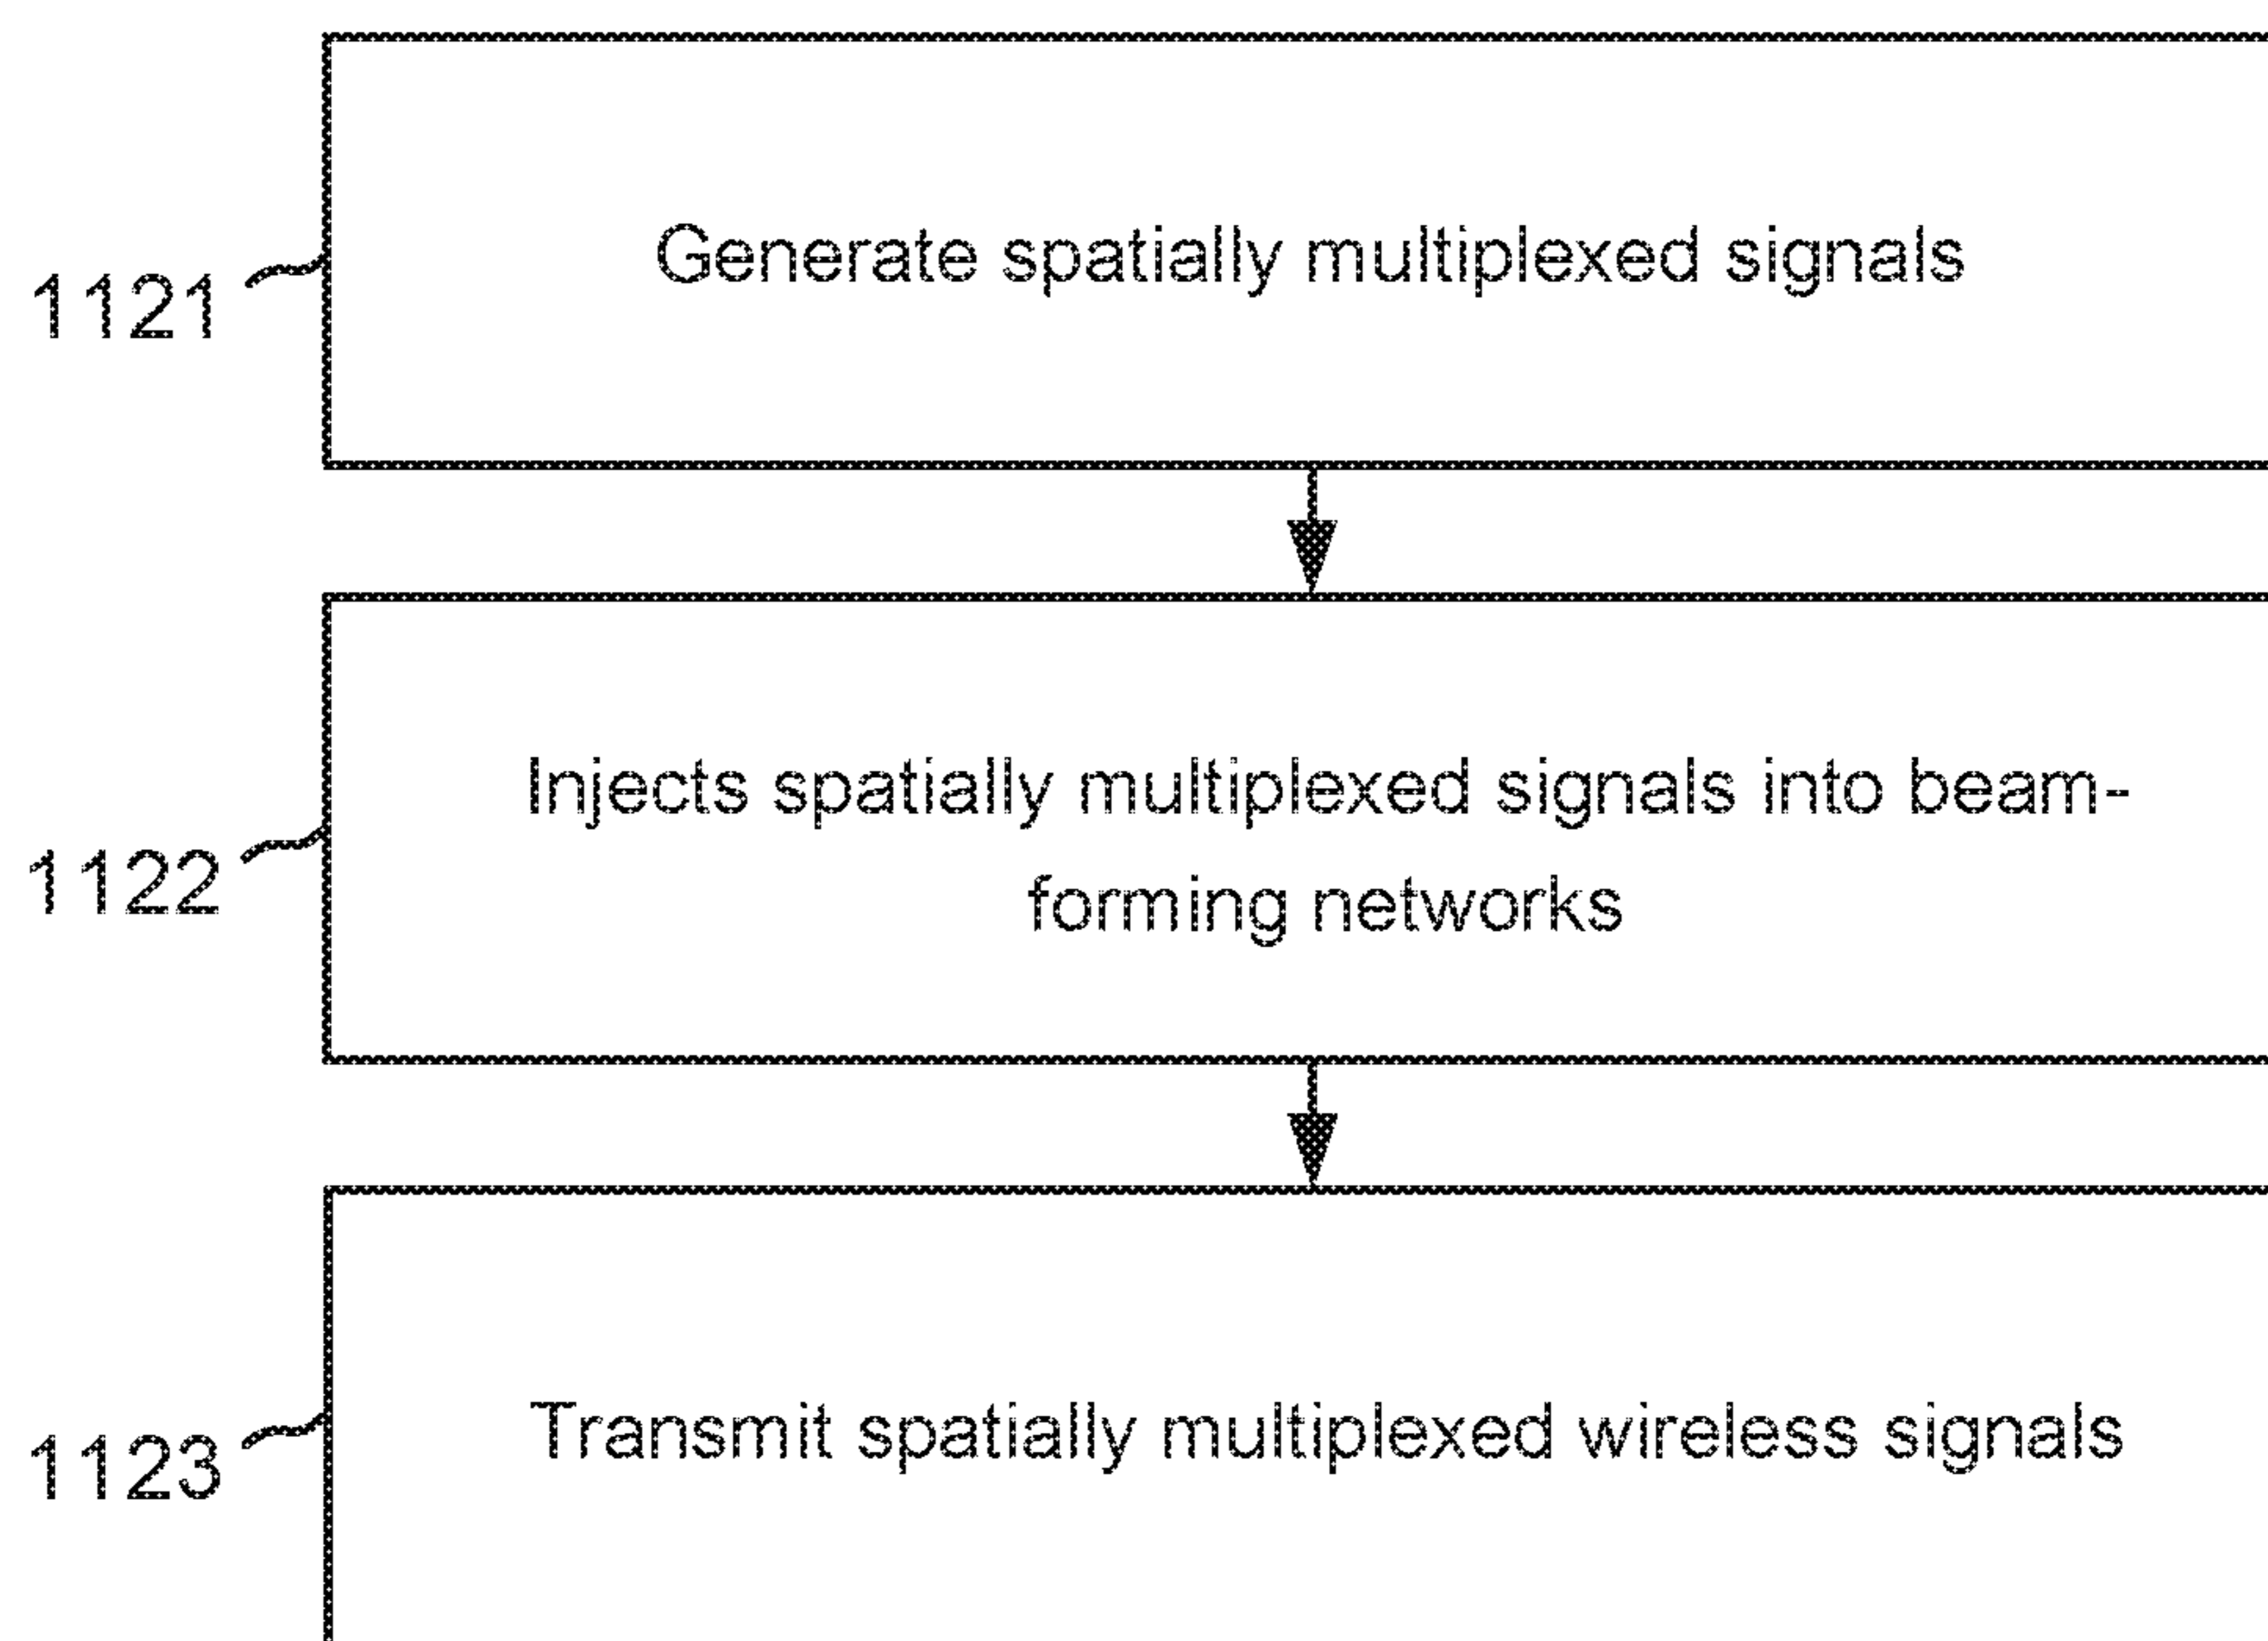 Generate spatially multiplexed signals
1121
Injects spatially multiplexed signals into beam-
forming networks
1122
Transmit spatially multiplexed wireless signals
1123